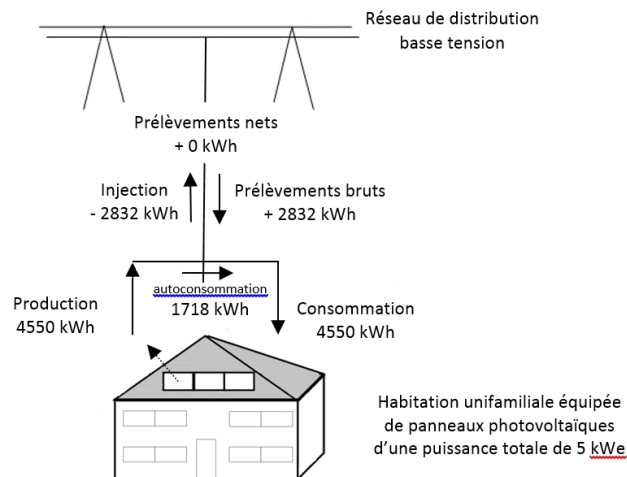 Réseau de distribution
basse tension
Prélèvements nets
+ 0 kWh
Injection
- 2832 kWh
Prélèvements bruts
+ 2832 kWh
autoconsommation
1718 kWh
Production
4550 kWh
Consommation
4550 kWh
Habitation unifamiliale équipée
de panneaux photovoltaïques
d’une puissance totale de 5 kWe